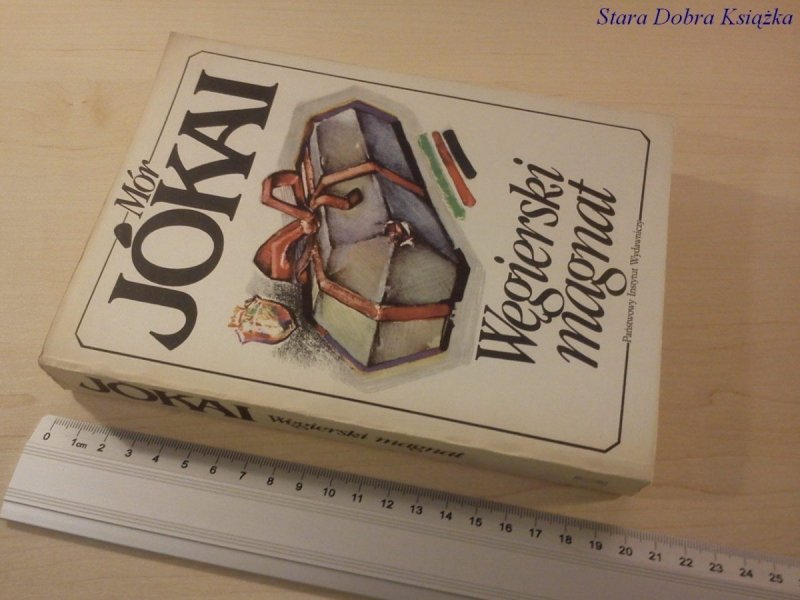 Stara Dobra Książka
Mór
JÓKAI
Węgierski
magnat
Państwowy Instytut Wydawniczy
JÓKAI Węgierski magnat
0 1cm 2 3 4 5 6 7 8 9 10 11 12 13 14 15 16 17 18 19 20 21 22 23 24 25